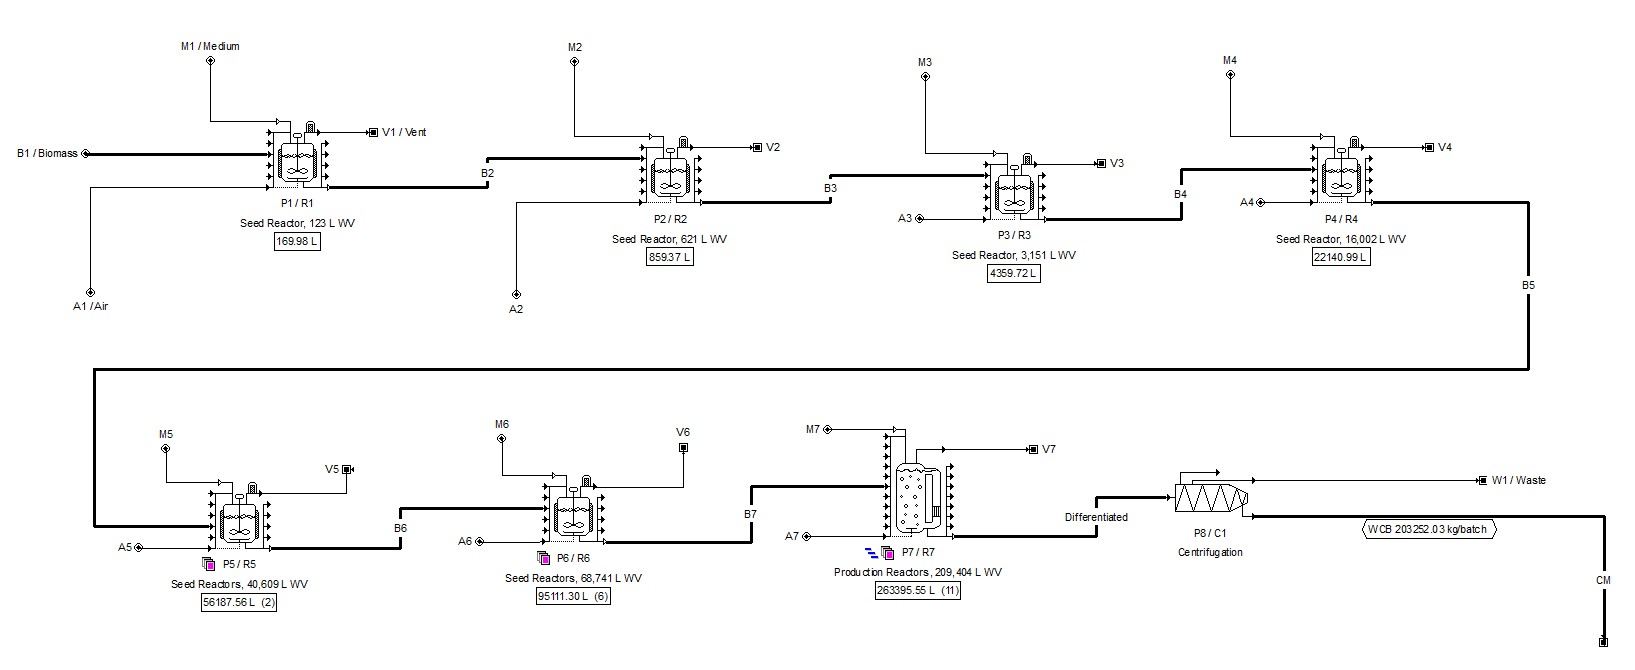 M1 / Medium
B1 / Biomass
V1 / Vent
A1 / Air
P1 / R1
Seed Reactor, 123 L WV
169.98 L
B2
M2
V2
A2
P2 / R2
Seed Reactor, 621 L WV
859.37 L
B3
M3
V3
A3
P3 / R3
Seed Reactor, 3,151 L WV
4359.72 L
B4
M4
V4
A4
P4 / R4
Seed Reactor, 16,002 L WV
22140.99 L
B5
M5
V5
A5
P5 / R5
Seed Reactors, 40,609 L WV
56187.56 L (2)
B6
M6
V6
A6
P6 / R6
Seed Reactors, 68,741 L WV
95111.30 L (6)
B7
M7
V7
A7
P7 / R7
Production Reactors, 209,404 L WV
263395.55 L (11)
Differentiated
P8 / C1
Centrifugation
W1 / Waste
WCB 203252.03 kg/batch
CM